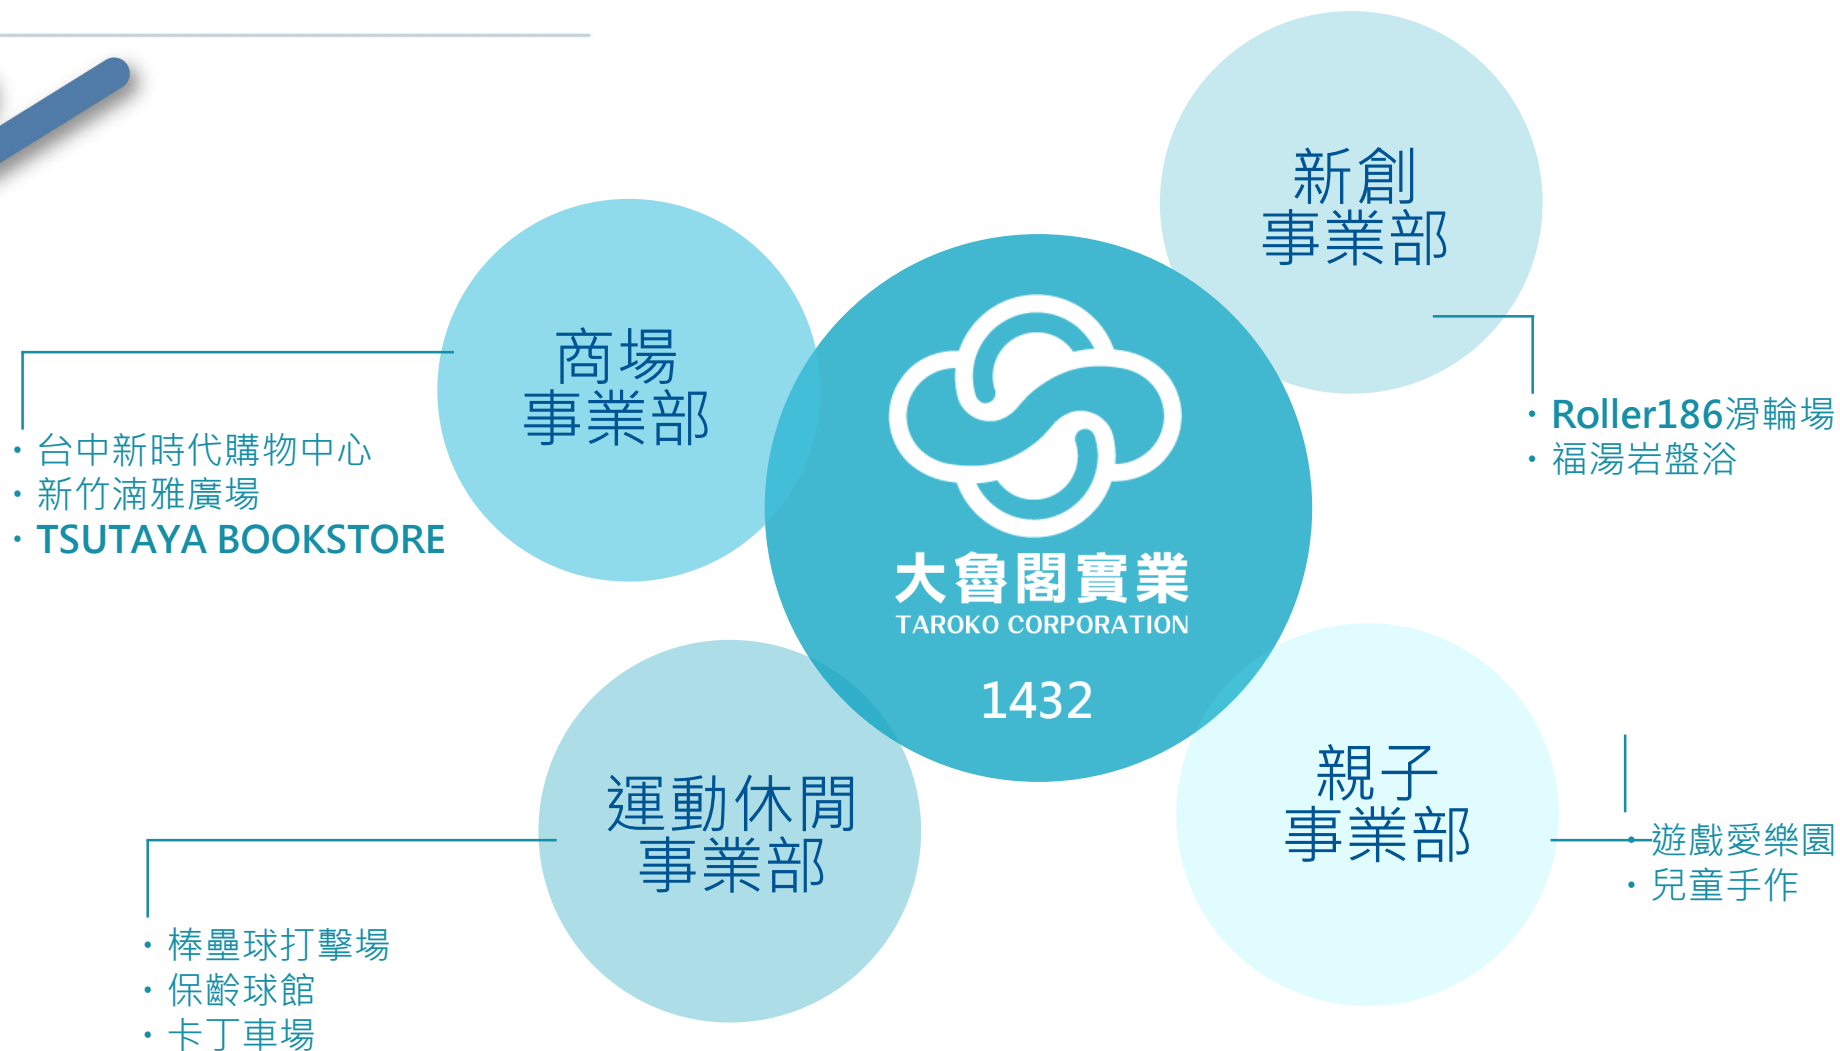 新創
事業部
・Roller186滑輪場
・福湯岩盤浴
商場
事業部
・台中新時代購物中心
・新竹湳雅廣場
・TSUTAYA BOOKSTORE
大魯閣實業
TAROKO CORPORATION
1432
運動休閒
事業部
・棒壘球打擊場
・保齡球館
・卡丁車場
親子
事業部
・遊戲愛樂園
・兒童手作